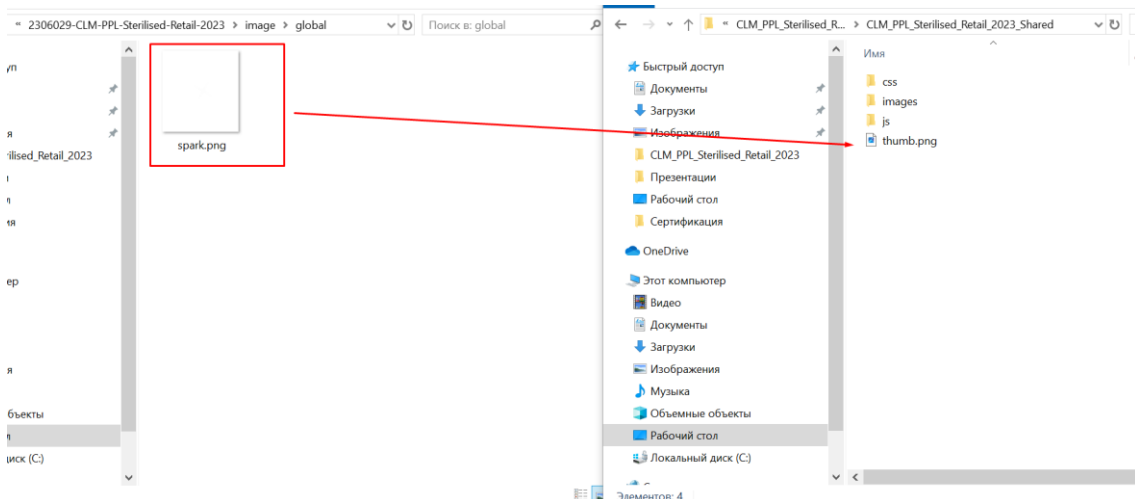 « 2306029-CLM-PPL-Sterilised-Retail-2023 > image > global
Поиск в: global
уп
я
rilised_Retail_2023
л
ия
ер
я
объекты
л
диск (C:)
spark.png
« CLM_PPL_Sterilised_R... > CLM_PPL_Sterilised_Retail_2023_Shared
Быстрый доступ
Документы
Загрузки
Изображения
CLM_PPL_Sterilised_Retail_2023
Презентации
Рабочий стол
Сертификация
OneDrive
Этот компьютер
Видео
Документы
Загрузки
Изображения
Музыка
Объемные объекты
Рабочий стол
Локальный диск (C:)
Элементов: 4
Имя
css
images
js
thumb.png